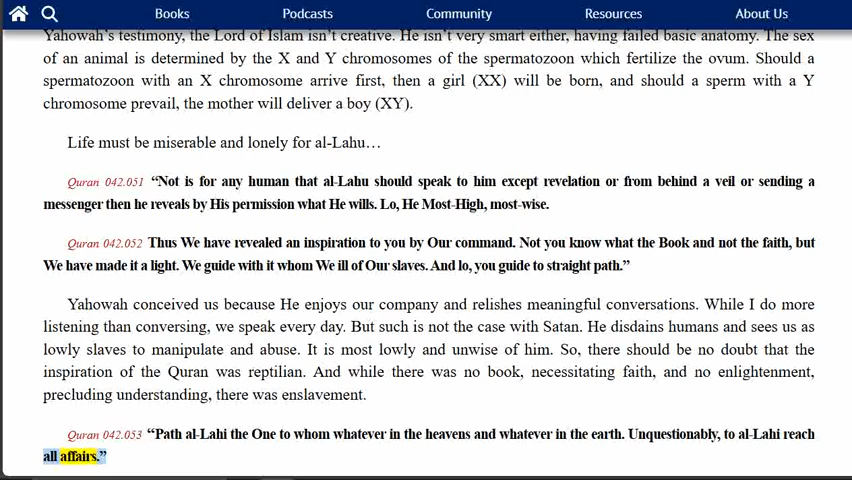 Books Podcasts Community Resources About Us
Yahowah's testimony, the Lord of Islam isn't creative. He isn't very smart either, having failed basic anatomy. The sex
of an animal is determined by the X and Y chromosomes of the spermatozoon which fertilize the ovum. Should a
spermatozoon with an X chromosome arrive first, then a girl (XX) will be born, and should a sperm with a Y
chromosome prevail, the mother will deliver a boy (XY).
Life must be miserable and lonely for al-Lahu…
Quran 042.051 “Not is for any human that al-Lahu should speak to him except revelation or from behind a veil or sending a
messenger then he reveals by His permission what He wills. Lo, He Most-High, most-wise.
Quran 042.052 Thus We have revealed an inspiration to you by Our command. Not you know what the Book and not the faith, but
We have made it a light. We guide with it whom We ill of Our slaves. And lo, you guide to straight path.”
Yahowah conceived us because He enjoys our company and relishes meaningful conversations. While I do more
listening than conversing, we speak every day. But such is not the case with Satan. He disdains humans and sees us as
lowly slaves to manipulate and abuse. It is most lowly and unwise of him. So, there should be no doubt that the
inspiration of the Quran was reptilian. And while there was no book, necessitating faith, and no enlightenment,
precluding understanding, there was enslavement.
Quran 042.053 “Path al-Lahi the One to whom whatever in the heavens and whatever in the earth. Unquestionably, to al-Lahi reach
all affairs.”